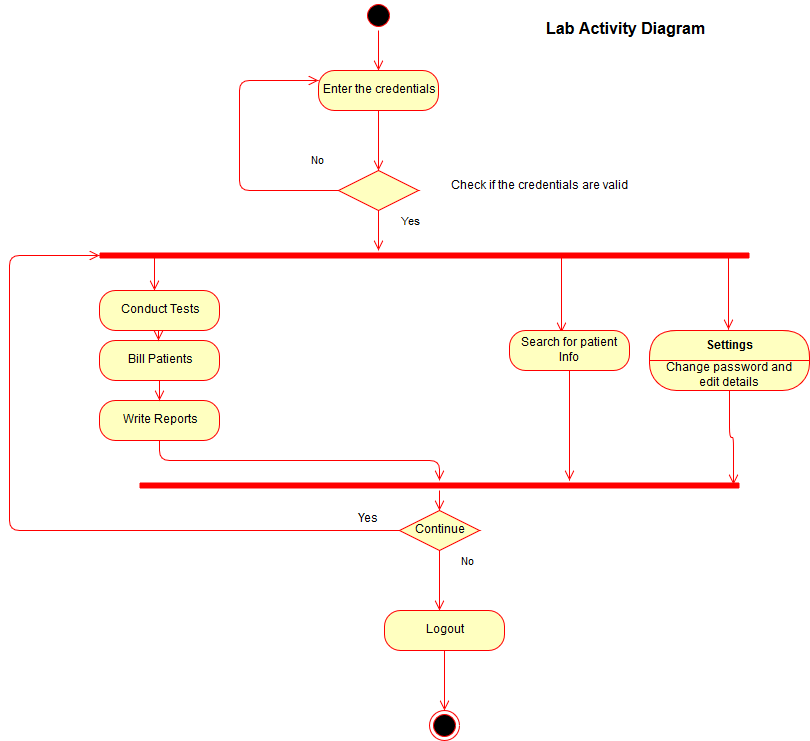 Lab Activity Diagram
Enter the credentials
No
Check if the credentials are valid
Yes
Conduct Tests
Bill Patients
Write Reports
Search for patient
Info
Settings
Change password and
edit details
Yes
Continue
No
Logout